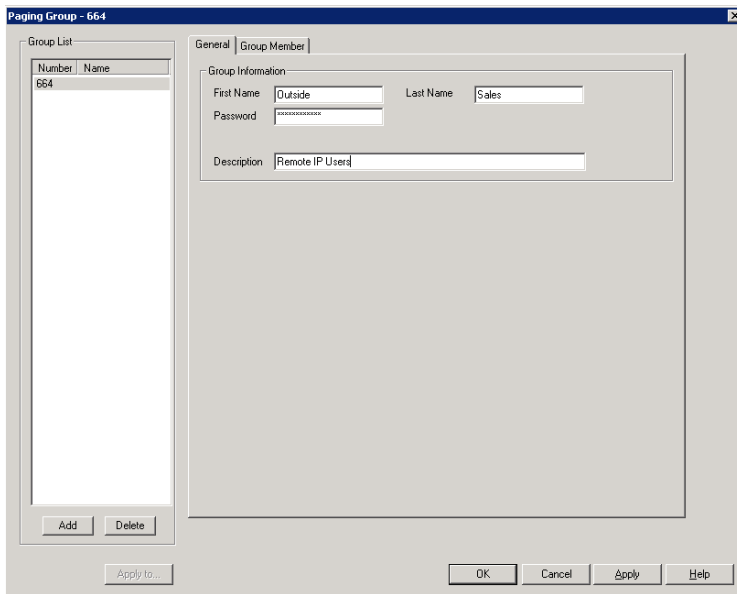 Paging Group - 664
Group List
Number Name
664
Add Delete
Apply to...
General Group Member
Group Information
First Name Outside Last Name Sales
Password ************
Description Remote IP Users
OK Cancel Apply Help